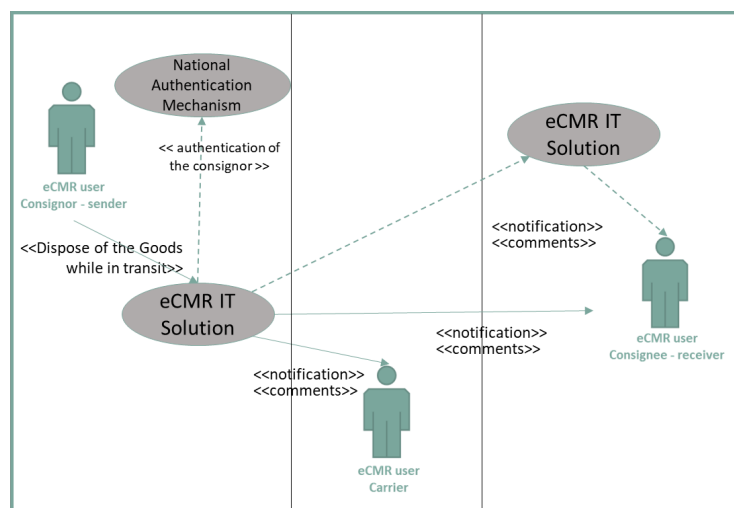 National
Authentication
Mechanism
<< authentication of
the consignor >>
eCMR user
Consignor - sender
<<Dispose of the Goods
while in transit>>
eCMR IT
Solution
eCMR IT
Solution
<<notification>>
<<comments>>
<<notification>>
<<comments>>
eCMR user
Consignee - receiver
<<notification>>
<<comments>>
eCMR user
Carrier